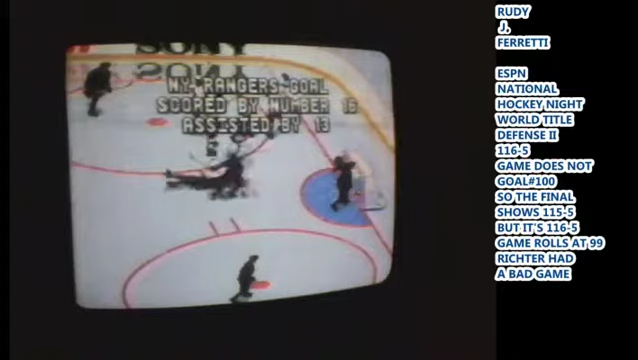 SONY
NY RANGERS GOAL
SCORED BY NUMBER 16
ASSISTED BY 13
RUDY
J.
FERRETTI
ESPN
NATIONAL
HOCKEY NIGHT
WORLD TITLE
DEFENSE II
116-5
GAME DOES NOT
GOAL#100
SO THE FINAL
SHOWS 115-5
BUT IT'S 116-5
GAME ROLLS AT 99
RICHTER HAD
A BAD GAME